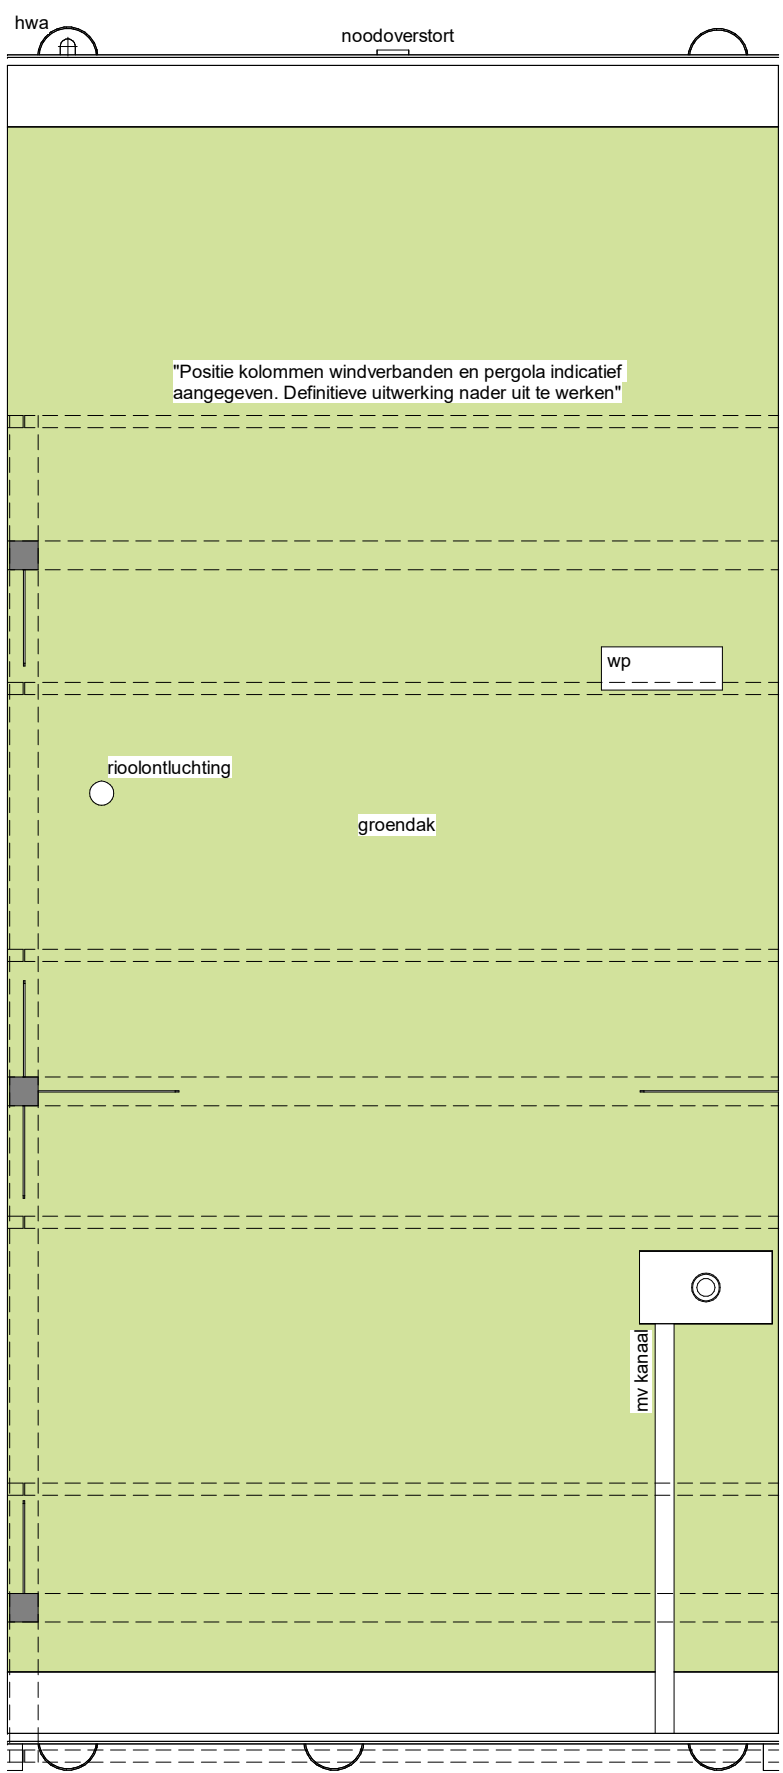 hwa
noodoverstort
"Positie kolommen windverbanden en pergola indicatief
aangegeven. Definitieve uitwerking nader uit te werken"
wp
rioolontluchting
groendak
mv kanaal